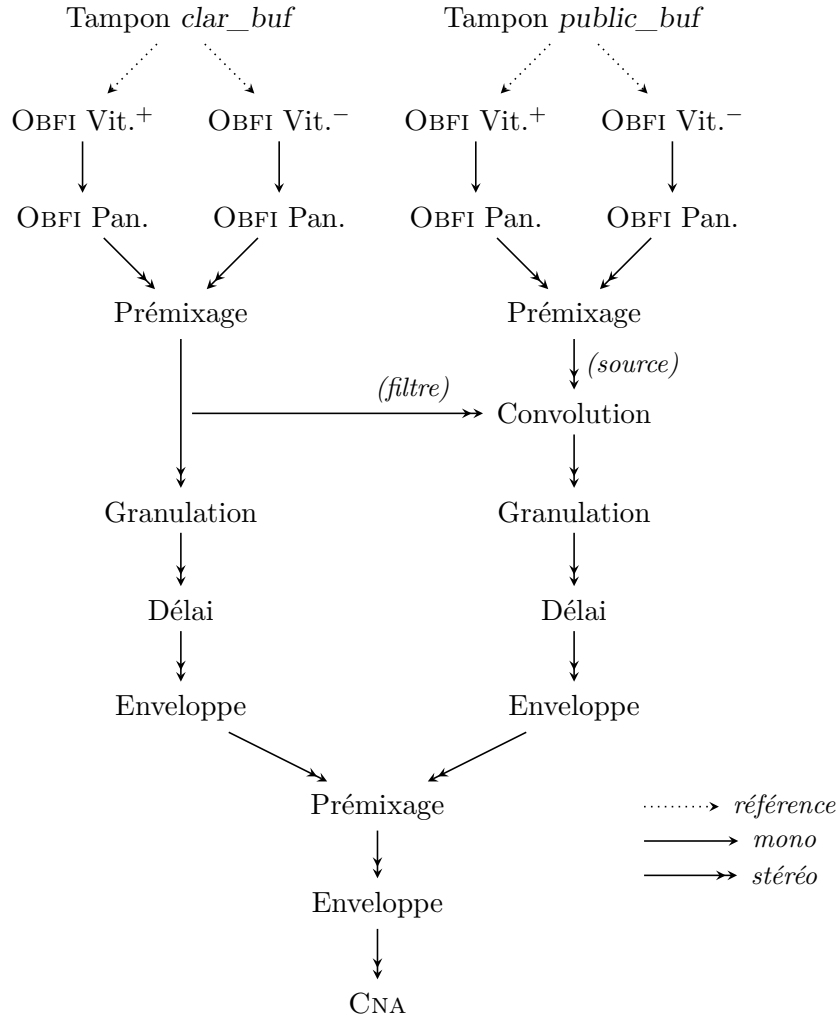 Tampon clar_buf Tampon public_buf
OBFI Vit.⁺ OBFI Vit.⁻ OBFI Vit.⁺ OBFI Vit.⁻
OBFI Pan. OBFI Pan. OBFI Pan. OBFI Pan.
Prémixage Prémixage
(source)
(filtre) Convolution
Granulation Granulation
Délai Délai
Enveloppe Enveloppe
Prémixage
référence
mono
stéréo
Enveloppe
CNA